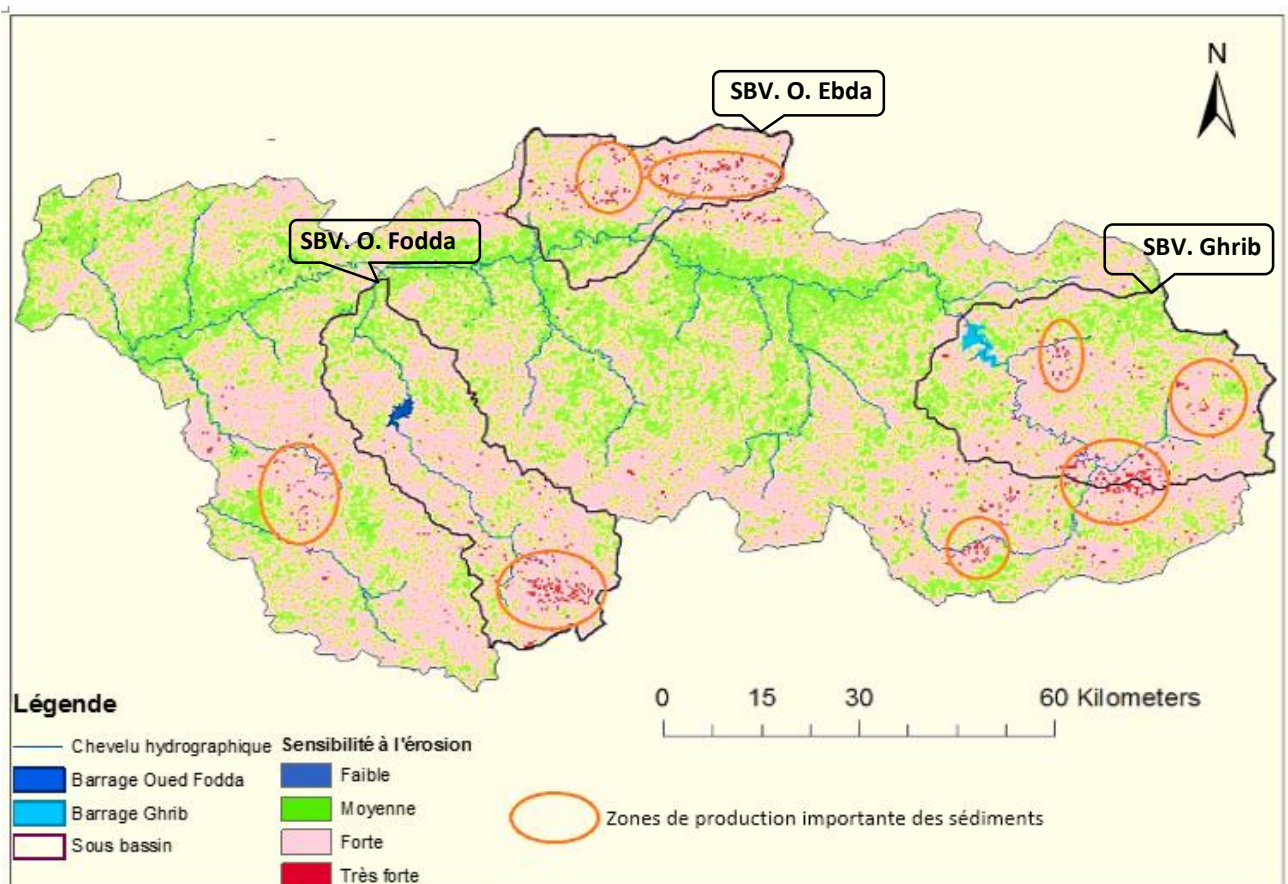 N
SBV. O. Ebda
SBV. O. Fodda
SBV. Ghrib
0 15 30 60 Kilometers
Légende
Chevelu hydrographique
Barrage Oued Fodda
Barrage Ghrib
Sous bassin
Sensibilité à l'érosion
Faible
Moyenne
Forte
Très forte
Zones de production importante des sédiments